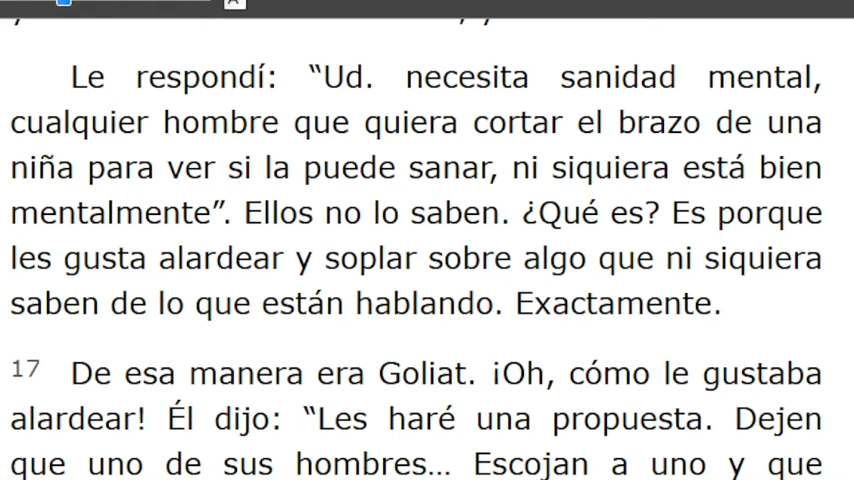 Le respondí: “Ud. necesita sanidad mental,
cualquier hombre que quiera cortar el brazo de una
niña para ver si la puede sanar, ni siquiera está bien
mentalmente”. Ellos no lo saben. ¿Qué es? Es porque
les gusta alardear y soplar sobre algo que ni siquiera
saben de lo que están hablando. Exactamente.
17 De esa manera era Goliat. ¡Oh, cómo le gustaba
alardear! Él dijo: “Les haré una propuesta. Dejen
que uno de sus hombres… Escojan a uno y que